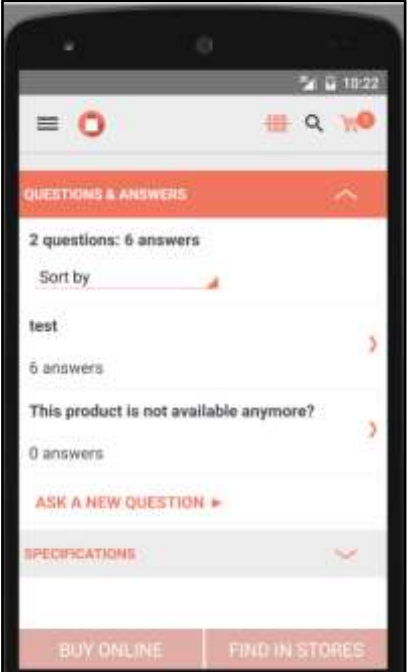 10:22
QUESTIONS & ANSWERS
2 questions: 6 answers
Sort by
test
6 answers
This product is not available anymore?
0 answers
ASK A NEW QUESTION ►
SPECIFICATIONS
BUY ONLINE FIND IN STORES